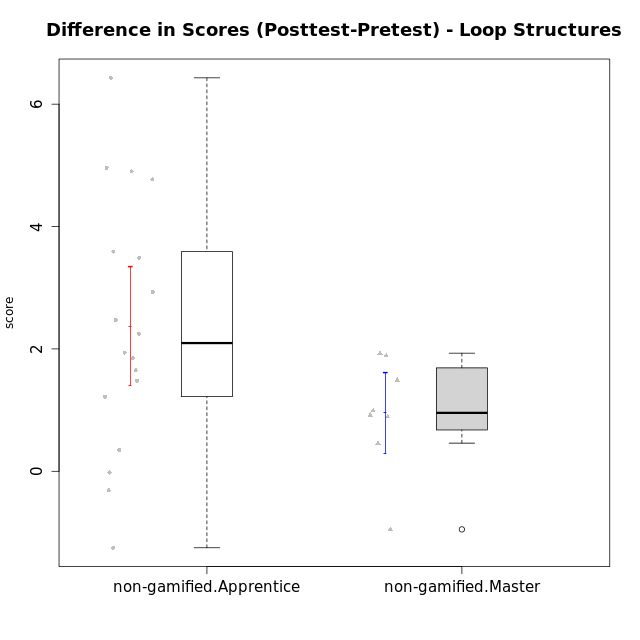 Difference in Scores (Posttest-Pretest) - Loop Structures
6
4
2
0
score
non-gamified.Apprentice
non-gamified.Master